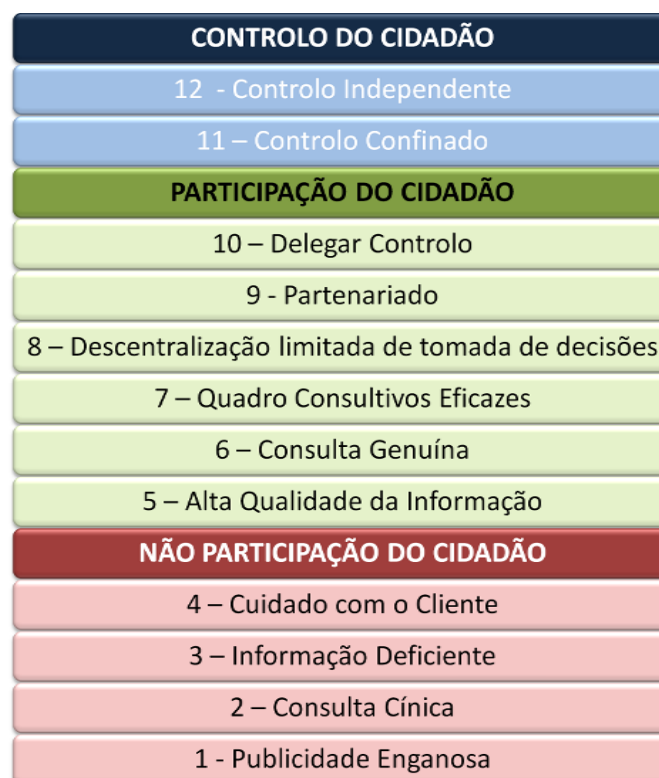 CONTROLO DO CIDADÃO
12 - Controlo Independente
11 – Controlo Confinado
PARTICIPAÇÃO DO CIDADÃO
10 – Delegar Controlo
9 - Partenariado
8 – Descentralização limitada de tomada de decisões
7 – Quadro Consultivos Eficazes
6 – Consulta Genuína
5 – Alta Qualidade da Informação
NÃO PARTICIPAÇÃO DO CIDADÃO
4 – Cuidado com o Cliente
3 – Informação Deficiente
2 – Consulta Cínica
1 - Publicidade Enganosa